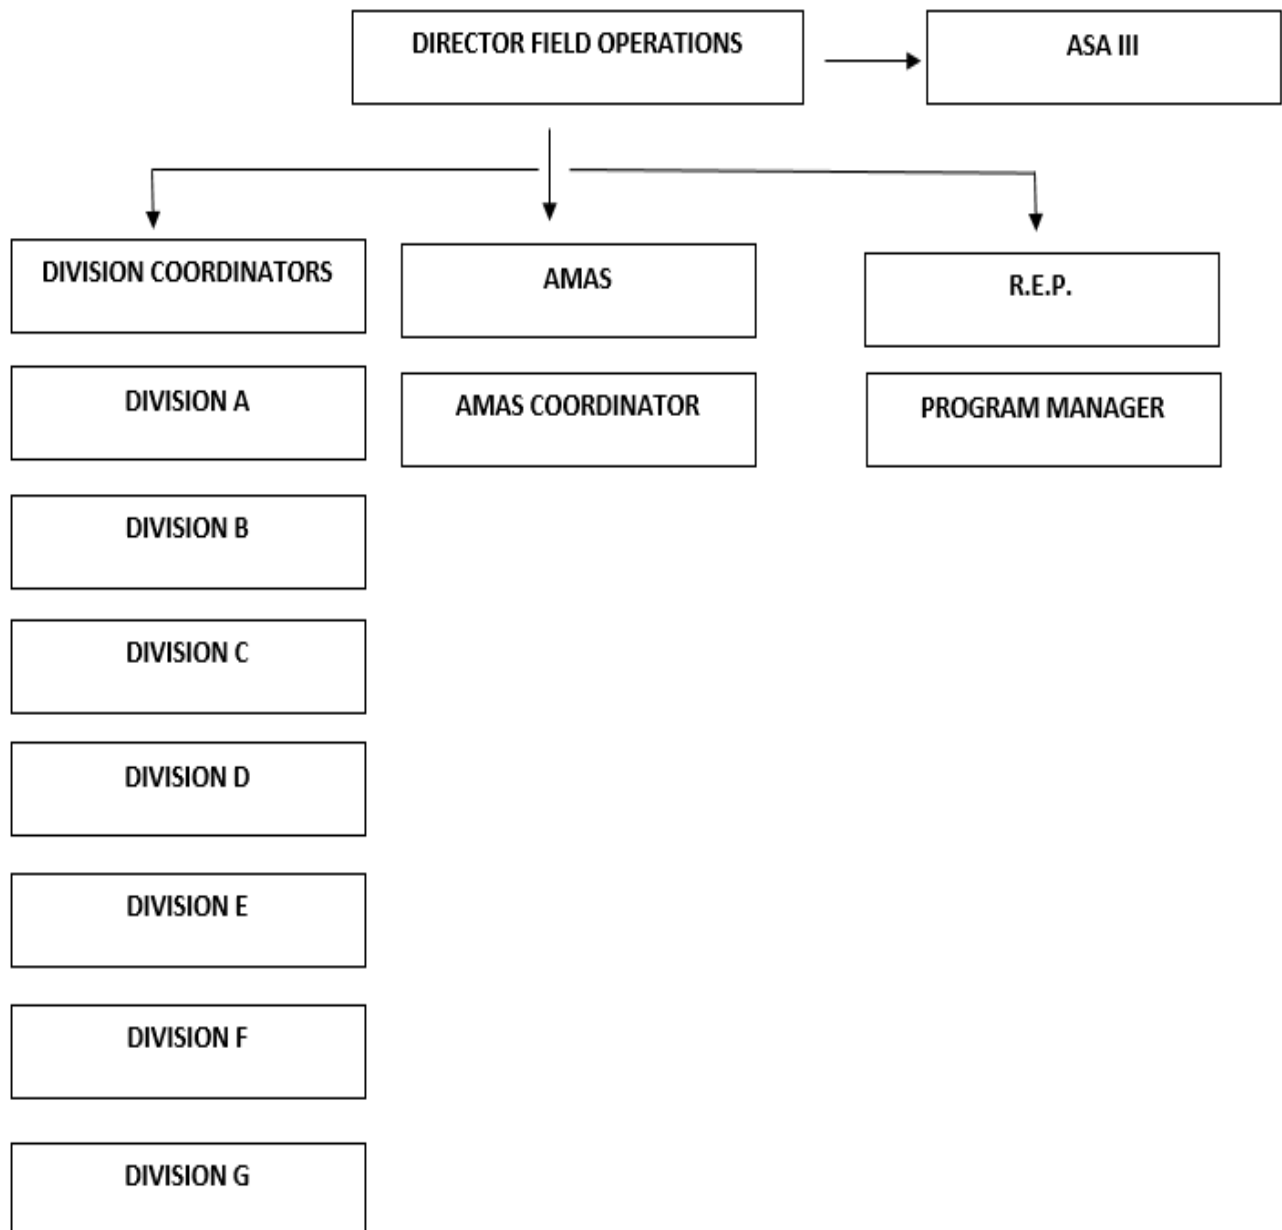 DIRECTOR FIELD OPERATIONS
ASA III
DIVISION COORDINATORS
AMAS
R.E.P.
DIVISION A
AMAS COORDINATOR
PROGRAM MANAGER
DIVISION B
DIVISION C
DIVISION D
DIVISION E
DIVISION F
DIVISION G